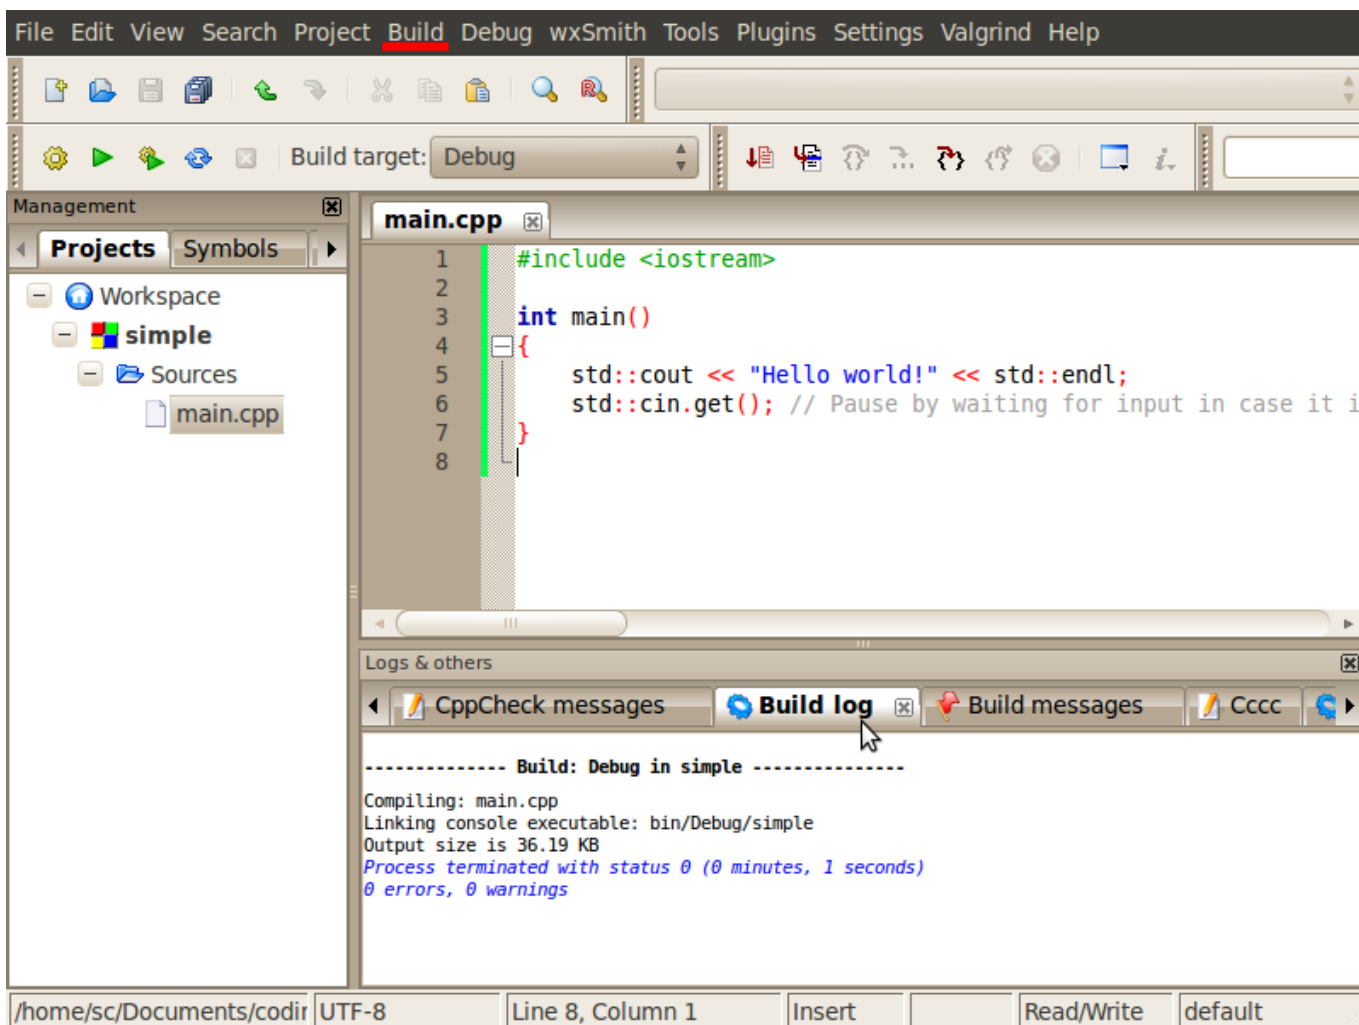 File Edit View Search Project Build Debug wxSmith Tools Plugins Settings Valgrind Help
Build target: Debug
Management
Projects Symbols
Workspace
simple
Sources
main.cpp
main.cpp
1 #include <iostream>
2
3 int main()
4 {
5 std::cout << "Hello world!" << std::endl;
6 std::cin.get(); // Pause by waiting for input in case it i
7 }
8
Logs & others
CppCheck messages Build log Build messages Cccc
-------------- Build: Debug in simple ---------------
Compiling: main.cpp
Linking console executable: bin/Debug/simple
Output size is 36.19 KB
Process terminated with status 0 (0 minutes, 1 seconds)
0 errors, 0 warnings
/home/sc/Documents/codin UTF-8 Line 8, Column 1 Insert Read/Write default